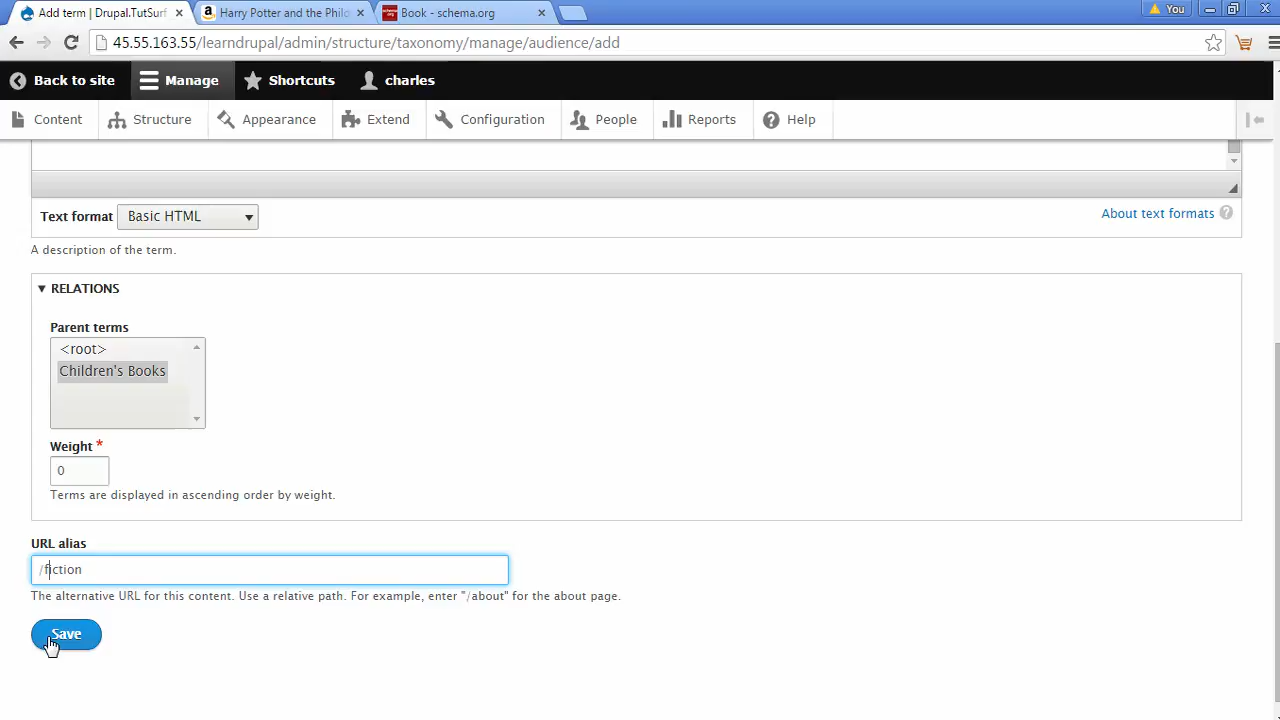 Add term | Drupal.TutSurf
Harry Potter and the Philo
Book - schema.org
You
45.55.163.55/learndrupal/admin/structure/taxonomy/manage/audience/add
Back to site Manage Shortcuts charles
Content Structure Appearance Extend Configuration People Reports Help
Text format Basic HTML About text formats ?
A description of the term.
RELATIONS
Parent terms
<root>
Children's Books
Weight *
0
Terms are displayed in ascending order by weight.
URL alias
/fiction
The alternative URL for this content. Use a relative path. For example, enter "/about" for the about page.
Save